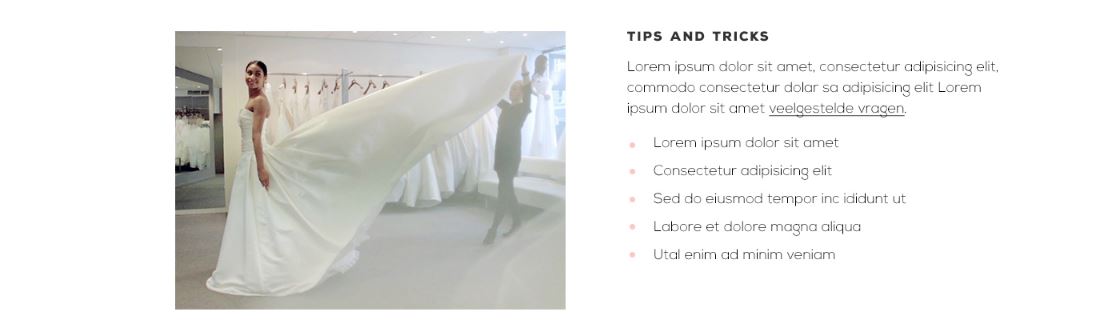 TIPS AND TRICKS
Lorem ipsum dolor sit amet, consectetur adipisicing elit,
commodo consectetur dolar sa adipisicing elit Lorem
ipsum dolor sit amet veelgestelde vragen.
Lorem ipsum dolor sit amet
Consectetur adipisicing elit
Sed do eiusmod tempor inc ididunt ut
Labore et dolore magna aliqua
Utal enim ad minim veniam